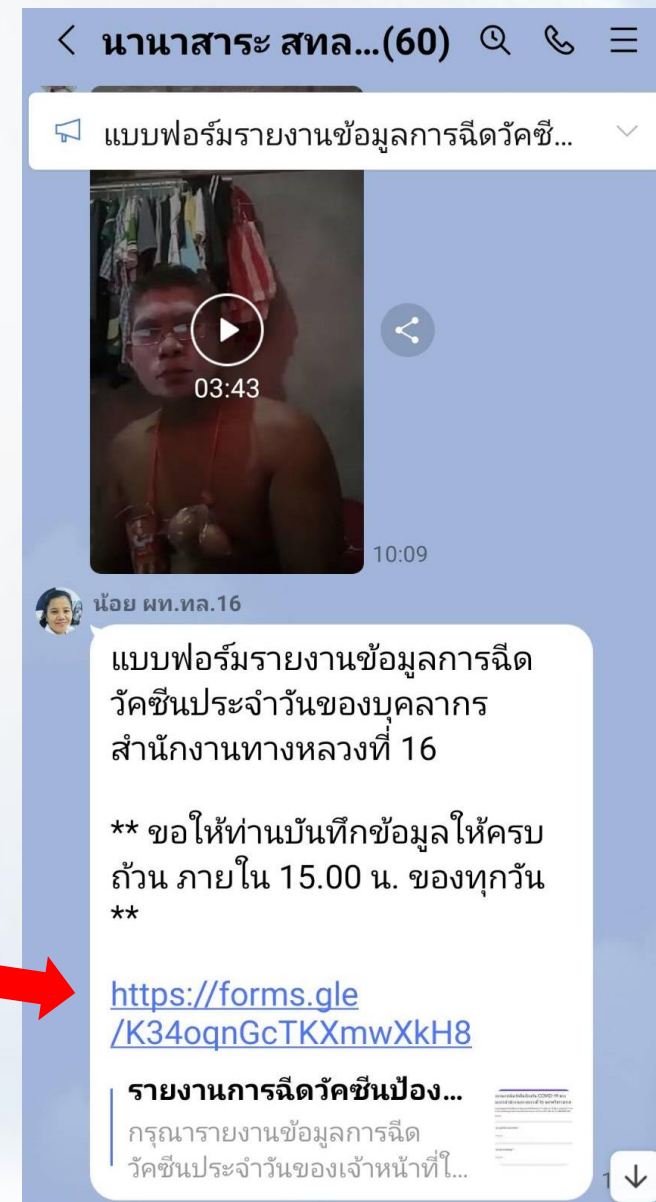 นานาสาระ สทล...(60)
แบบฟอร์มรายงานข้อมูลการฉีดวัคซี...
03:43
10:09
น้อย ผท.ทล.16
แบบฟอร์มรายงานข้อมูลการฉีด
วัคซีนประจำวันของบุคลากร
สำนักงานทางหลวงที่ 16
** ขอให้ท่านบันทึกข้อมูลให้ครบ
ถ้วน ภายใน 15.00 น. ของทุกวัน
**
https://forms.gle
/K34oqnGcTKXmwXkH8
รายงานการฉีดวัคซีนป้อง...
กรุณารายงานข้อมูลการฉีด
วัคซีนประจำวันของเจ้าหน้าที่ใ...